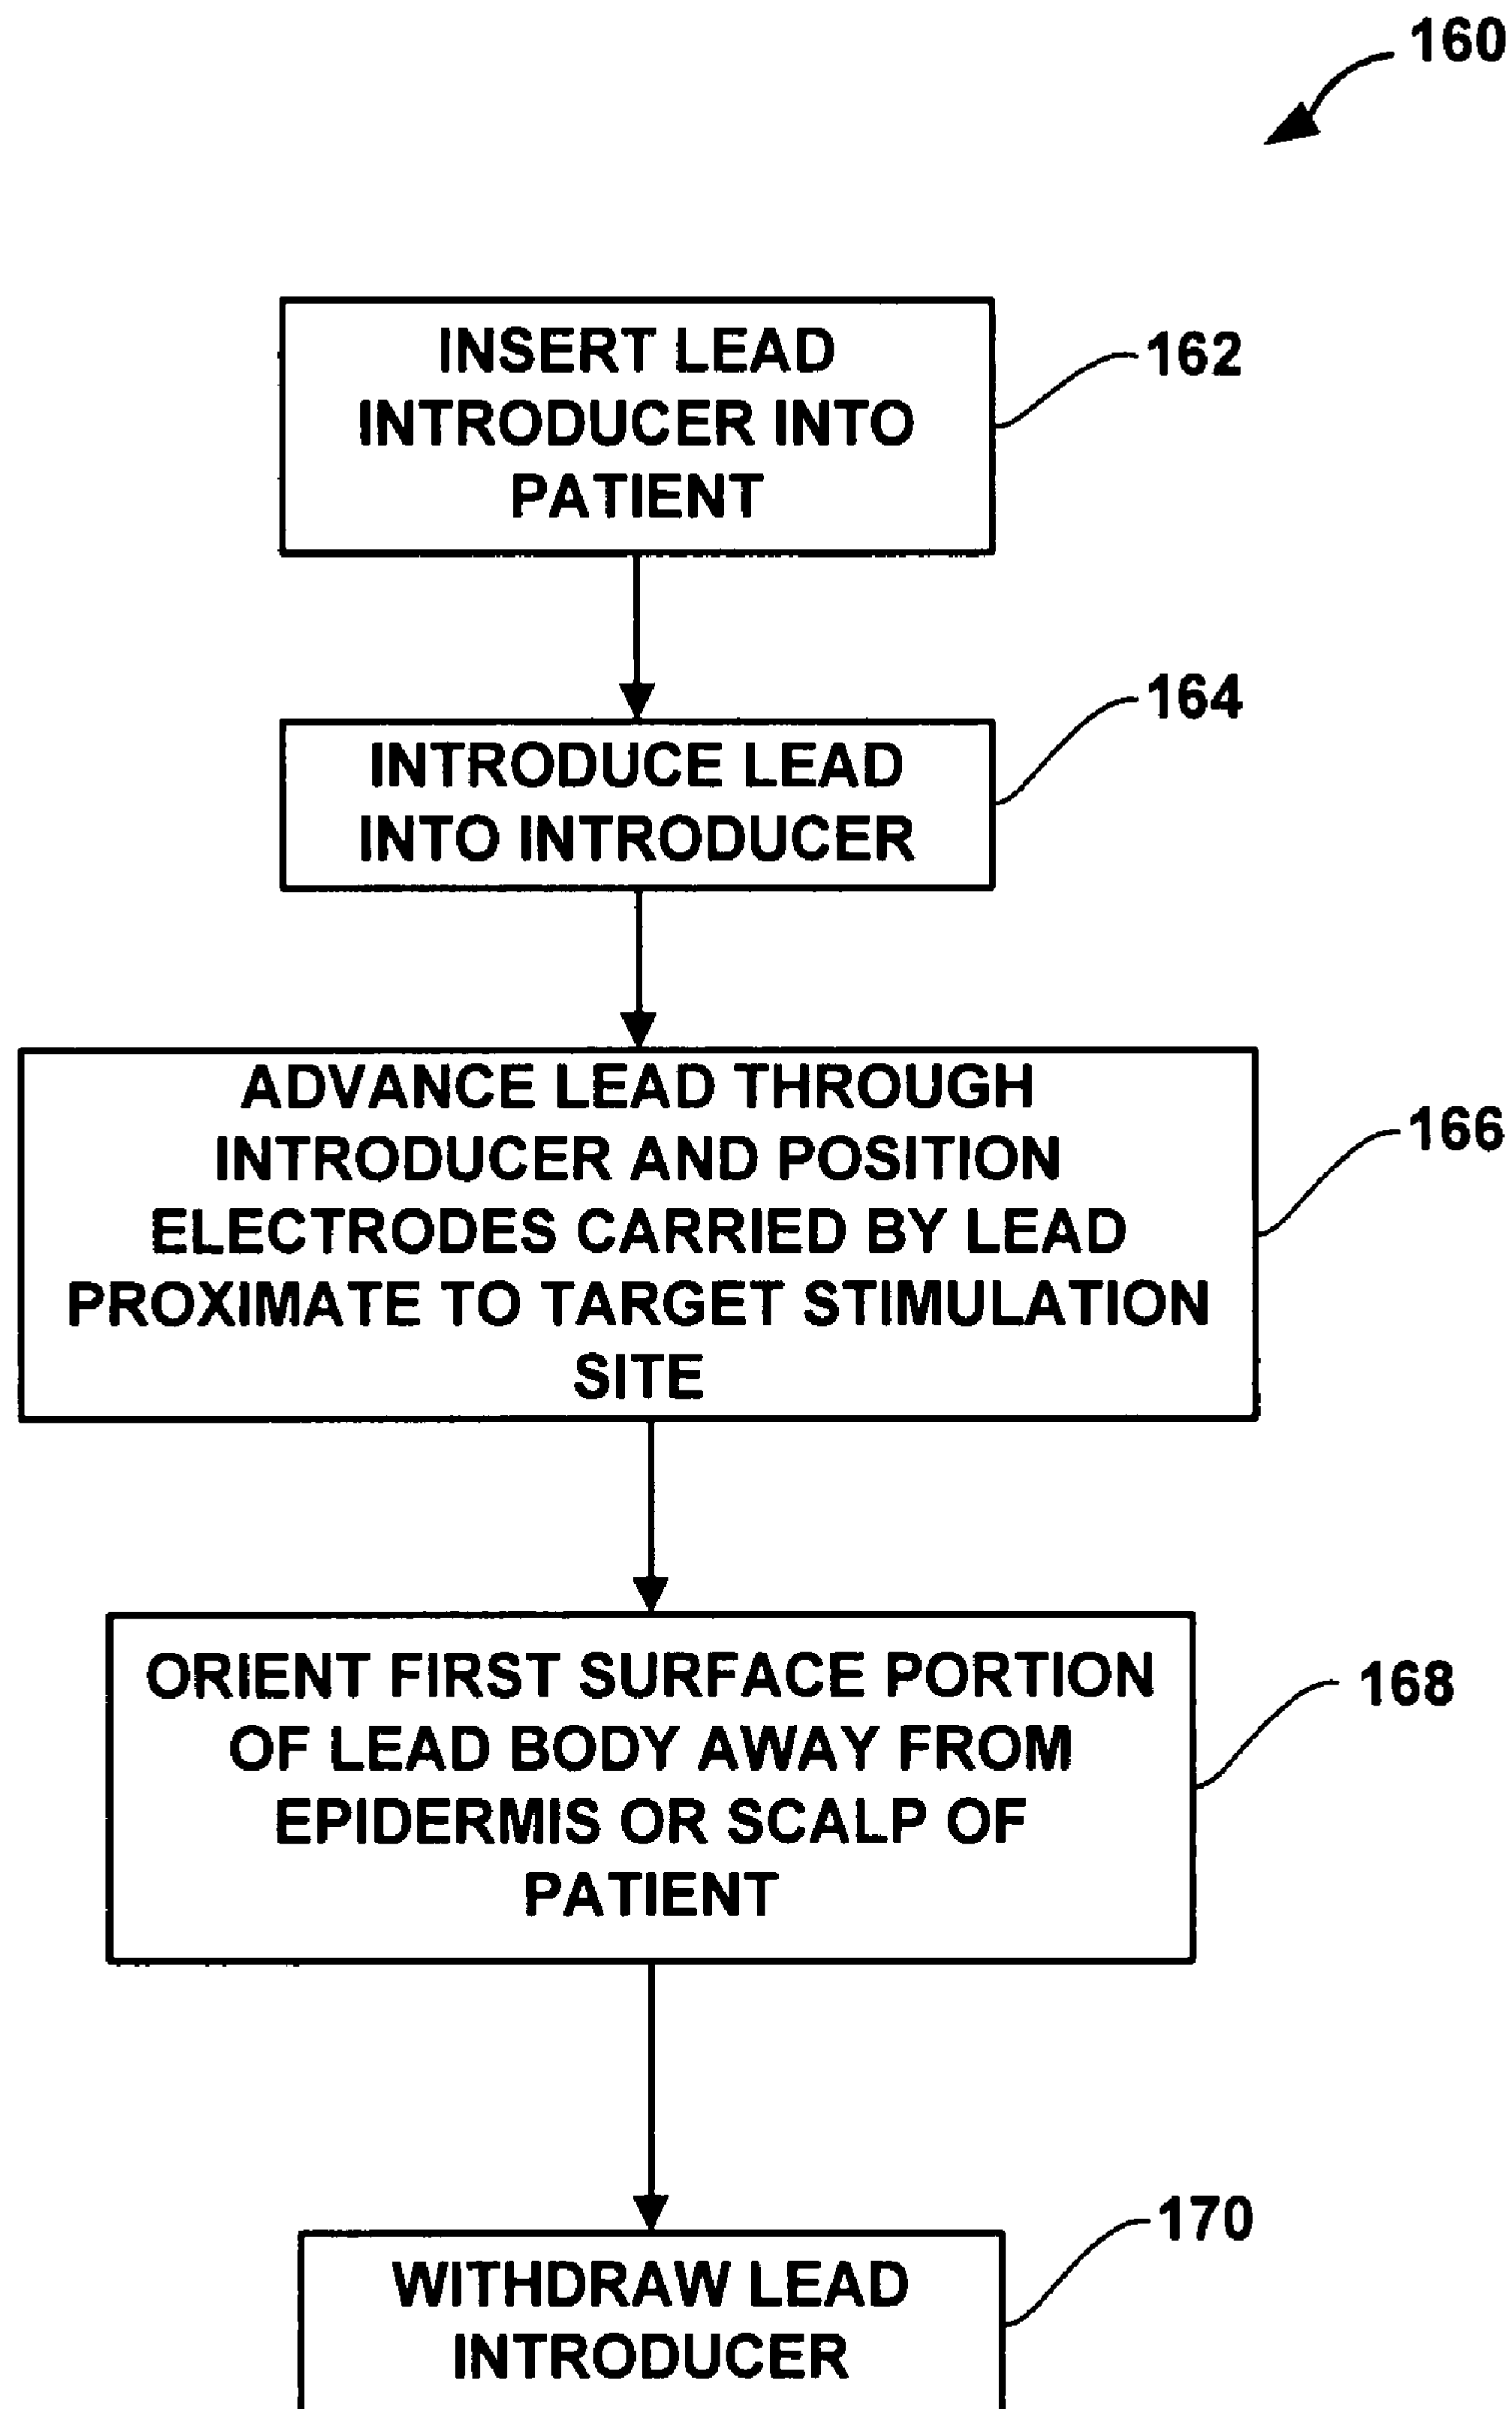 160
INSERT LEAD
INTRODUCER INTO
PATIENT
162
INTRODUCE LEAD
INTO INTRODUCER
164
ADVANCE LEAD THROUGH
INTRODUCER AND POSITION
ELECTRODES CARRIED BY LEAD
PROXIMATE TO TARGET STIMULATION
SITE
166
ORIENT FIRST SURFACE PORTION
OF LEAD BODY AWAY FROM
EPIDERMIS OR SCALP OF
PATIENT
168
WITHDRAW LEAD
INTRODUCER
170